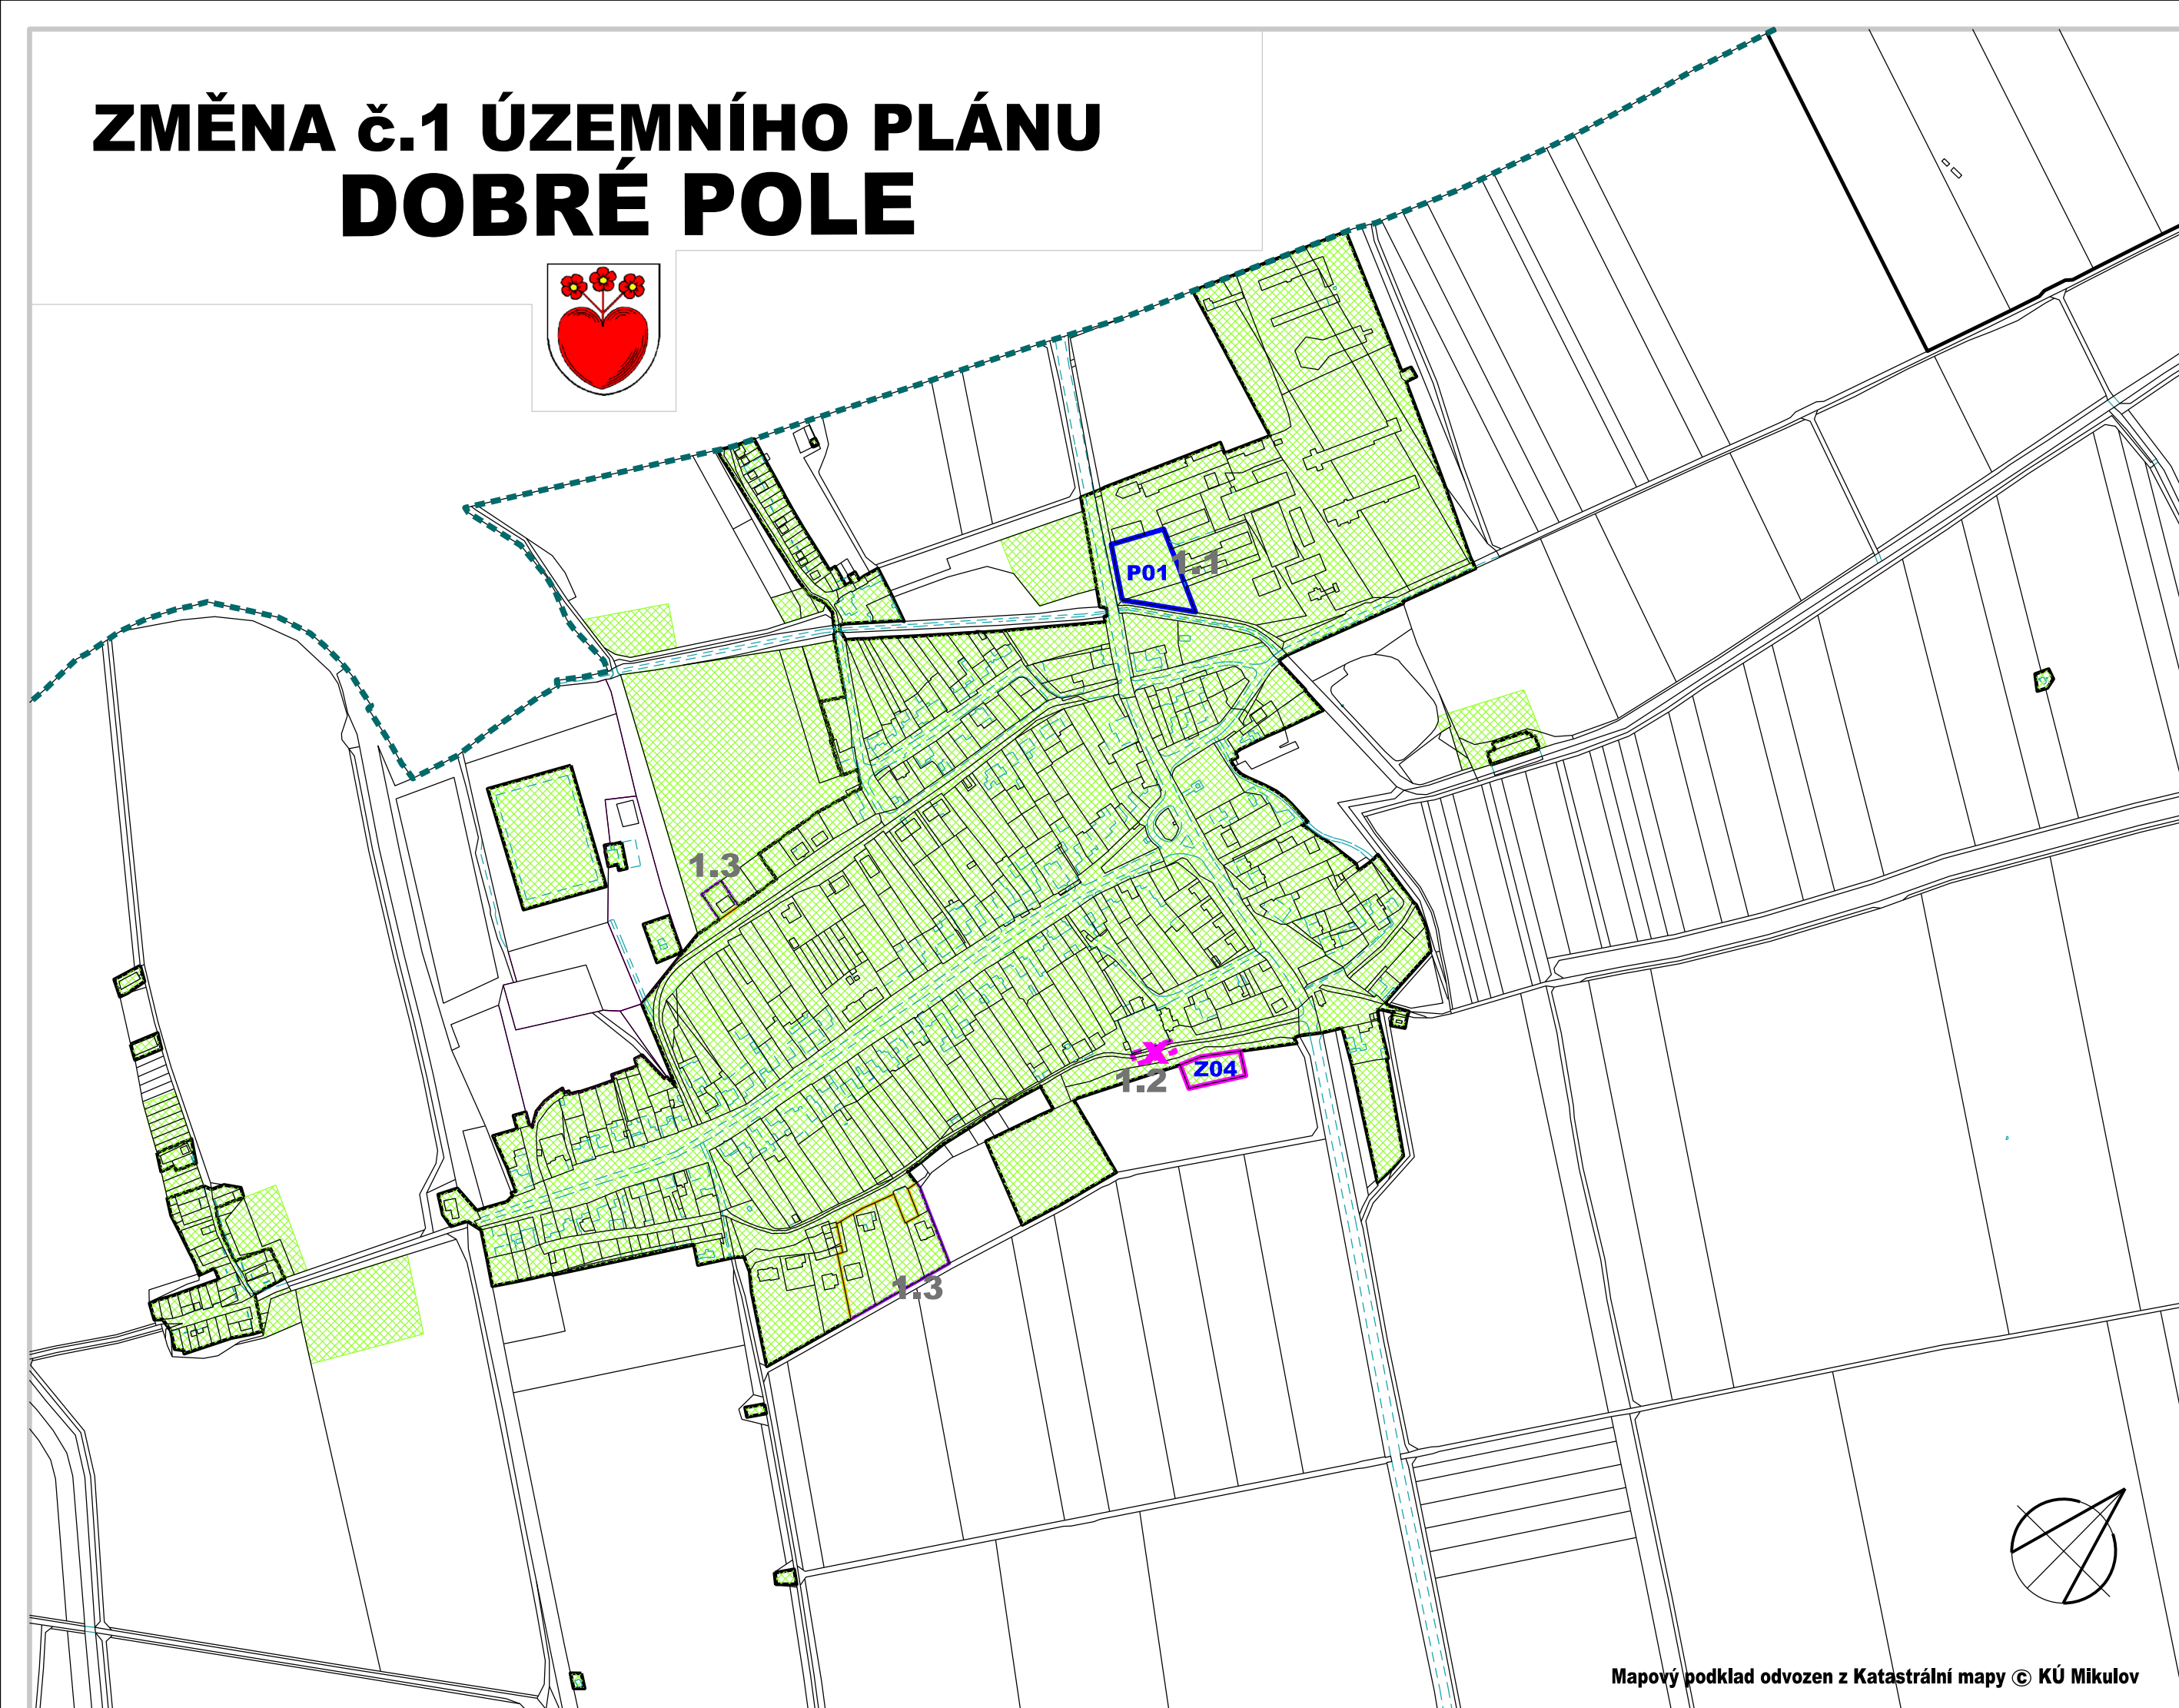 ZMĚNA č.1 ÚZEMNÍHO PLÁNU
DOBRÉ POLE
P01
1.1
1.3
1.2
Z04
1.3
Mapový podklad odvozen z Katastrální mapy © KÚ Mikulov